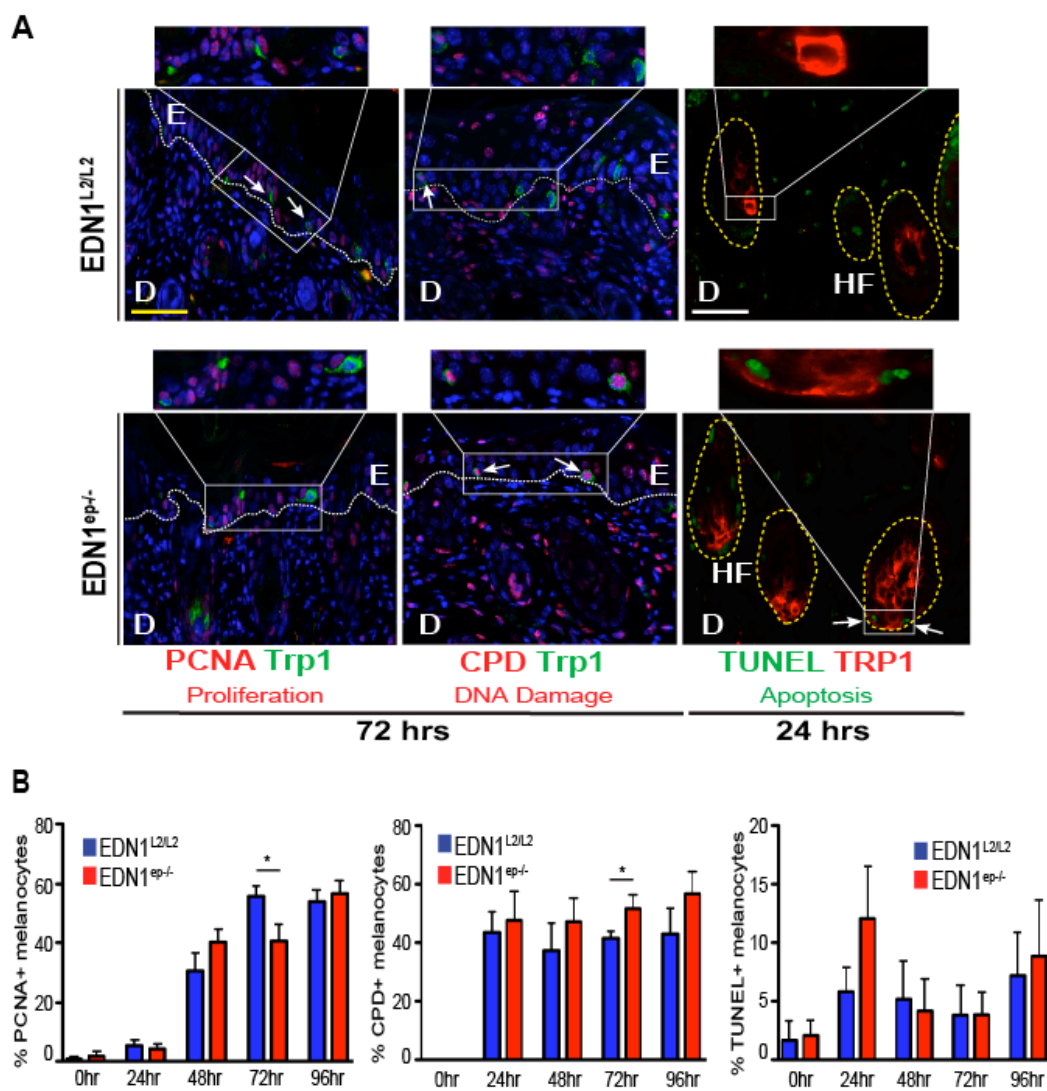 A
EDN1L2/L2
E
D
E
D
D
HF
EDN1ep-/-
E
D
E
D
HF
D
PCNA Trp1
CPD Trp1
TUNEL TRP1
Proliferation
DNA Damage
Apoptosis
72 hrs
24 hrs
B
% PCNA+ melanocytes
80
60
40
20
0
EDN1L2/L2
EDN1ep-/-
*
0hr 24hr 48hr 72hr 96hr
% CPD+ melanocytes
80
60
40
20
0
EDN1L2/L2
EDN1ep-/-
*
0hr 24hr 48hr 72hr 96hr
% TUNEL+ melanocytes
20
15
10
5
0
EDN1L2/L2
EDN1ep-/-
0hr 24hr 48hr 72hr 96hr